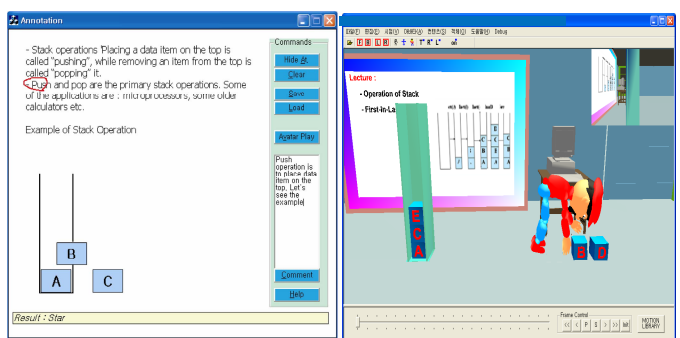 Annotation
- Stack operations 'Placing a data item on the top is
called "pushing", while removing an item from the top is
called "popping" it.
- Push and pop are the primary stack operations. Some
of the applications are : microprocessors, some older
calculators etc.
Example of Stack Operation
B
A
C
Commands
Hide At
Clear
Save
Load
Avatar Play
Push
operation is
to place data
item on the
top, Let's
see the
example
Comment
Help
Result : Star
Debug
Lecture :
- Operation of Stack
- First-in-La
E
C
A
B
D
Frame Control
<< < P II > >> Init
MOTION
LIBRARY